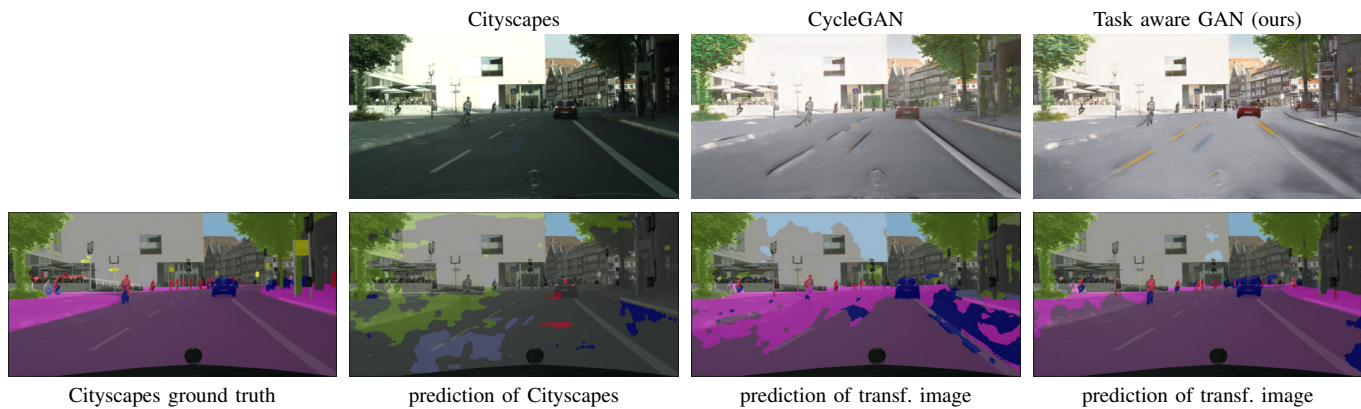 Cityscapes
CycleGAN
Task aware GAN (ours)
Cityscapes ground truth
prediction of Cityscapes
prediction of transf. image
prediction of transf. image